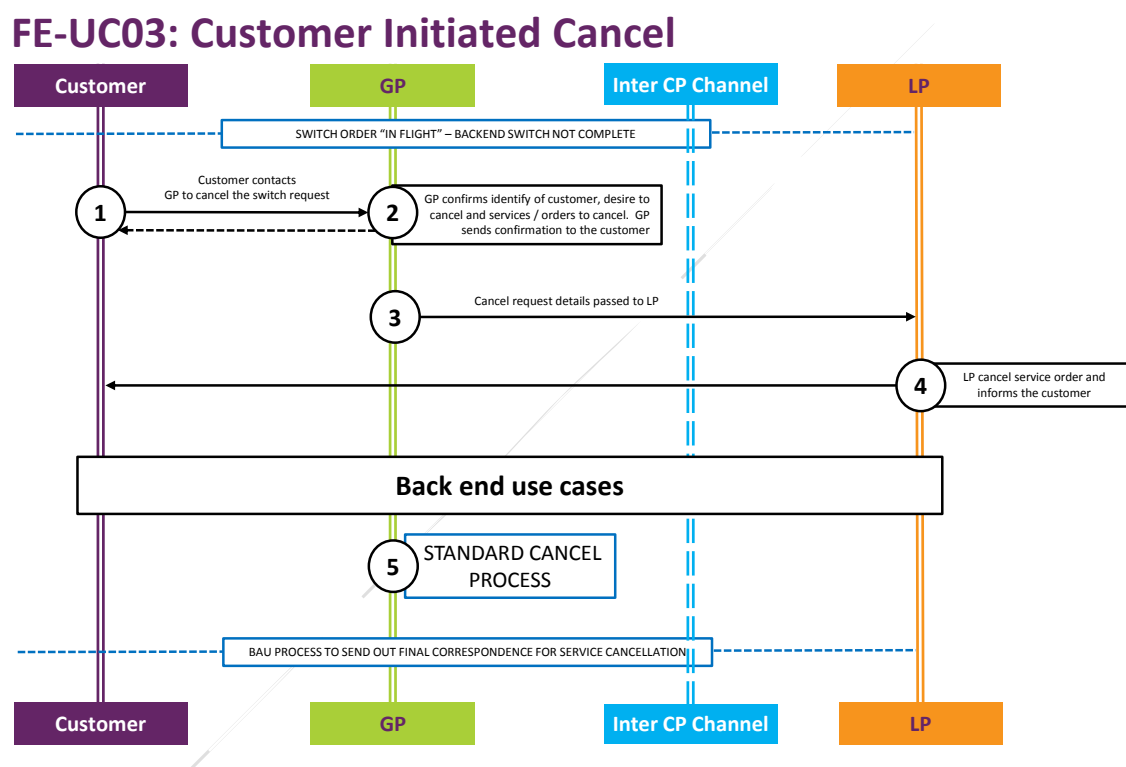 FE-UC03: Customer Initiated Cancel
Customer
GP
Inter CP Channel
LP
SWITCH ORDER “IN FLIGHT” – BACKEND SWITCH NOT COMPLETE
Customer contacts
GP to cancel the switch request
1
2
GP confirms identify of customer, desire to
cancel and services / orders to cancel. GP
sends confirmation to the customer
Cancel request details passed to LP
3
4
LP cancel service order and
informs the customer
Back end use cases
5
STANDARD CANCEL
PROCESS
BAU PROCESS TO SEND OUT FINAL CORRESPONDENCE FOR SERVICE CANCELLATION
Customer
GP
Inter CP Channel
LP